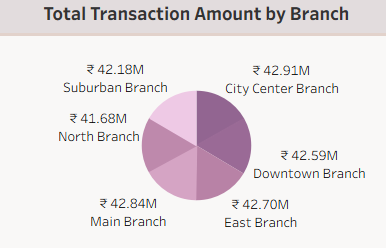 Total Transaction Amount by Branch
₹ 42.18M
Suburban Branch
₹ 42.91M
City Center Branch
₹ 41.68M
North Branch
₹ 42.59M
Downtown Branch
₹ 42.84M
Main Branch
₹ 42.70M
East Branch